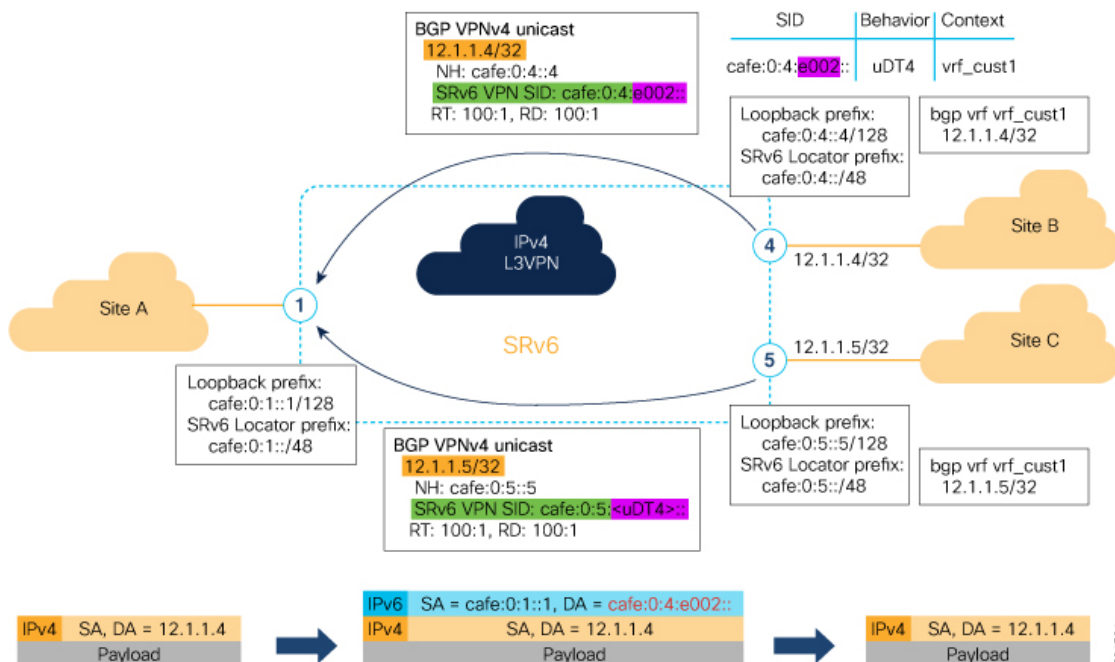 BGP VPNv4 unicast
12.1.1.4/32
NH: cafe:0:4::4
SRv6 VPN SID: cafe:0:4:e002::
RT: 100:1, RD: 100:1
SID Behavior Context
cafe:0:4:e002:: uDT4 vrf_cust1
Loopback prefix:
cafe:0:4::4/128
SRv6 Locator prefix:
cafe:0:4::/48
bgp vrf vrf_cust1
12.1.1.4/32
IPv4
L3VPN
Site B
4
12.1.1.4/32
Site A
1
SRv6
12.1.1.5/32
Site C
5
Loopback prefix:
cafe:0:1::1/128
SRv6 Locator prefix:
cafe:0:1::/48
BGP VPNv4 unicast
12.1.1.5/32
NH: cafe:0:5::5
SRv6 VPN SID: cafe:0:5:<uDT4>::
RT: 100:1, RD: 100:1
Loopback prefix:
cafe:0:5::5/128
SRv6 Locator prefix:
cafe:0:5::/48
bgp vrf vrf_cust1
12.1.1.5/32
IPv4 SA, DA = 12.1.1.4
Payload
IPv6 SA = cafe:0:1::1, DA = cafe:0:4:e002::
IPv4 SA, DA = 12.1.1.4
Payload
IPv4 SA, DA = 12.1.1.4
Payload